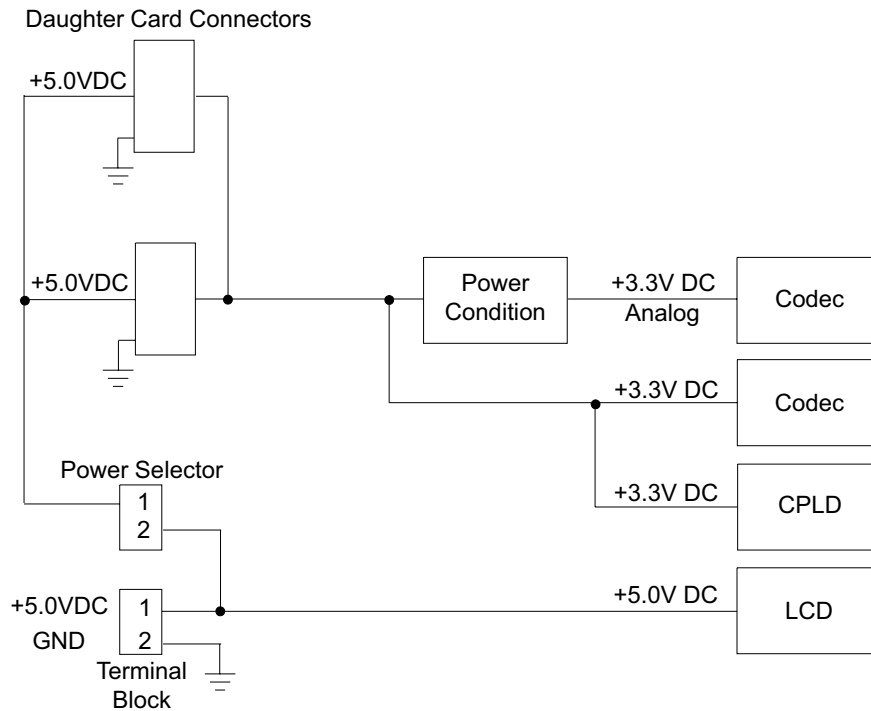 Daughter Card Connectors
+5.0VDC
+5.0VDC
Power
Condition
+3.3V DC
Analog
Codec
+3.3V DC
Codec
Power Selector
1
2
+3.3V DC
CPLD
+5.0VDC
GND
1
2
Terminal
Block
+5.0V DC
LCD